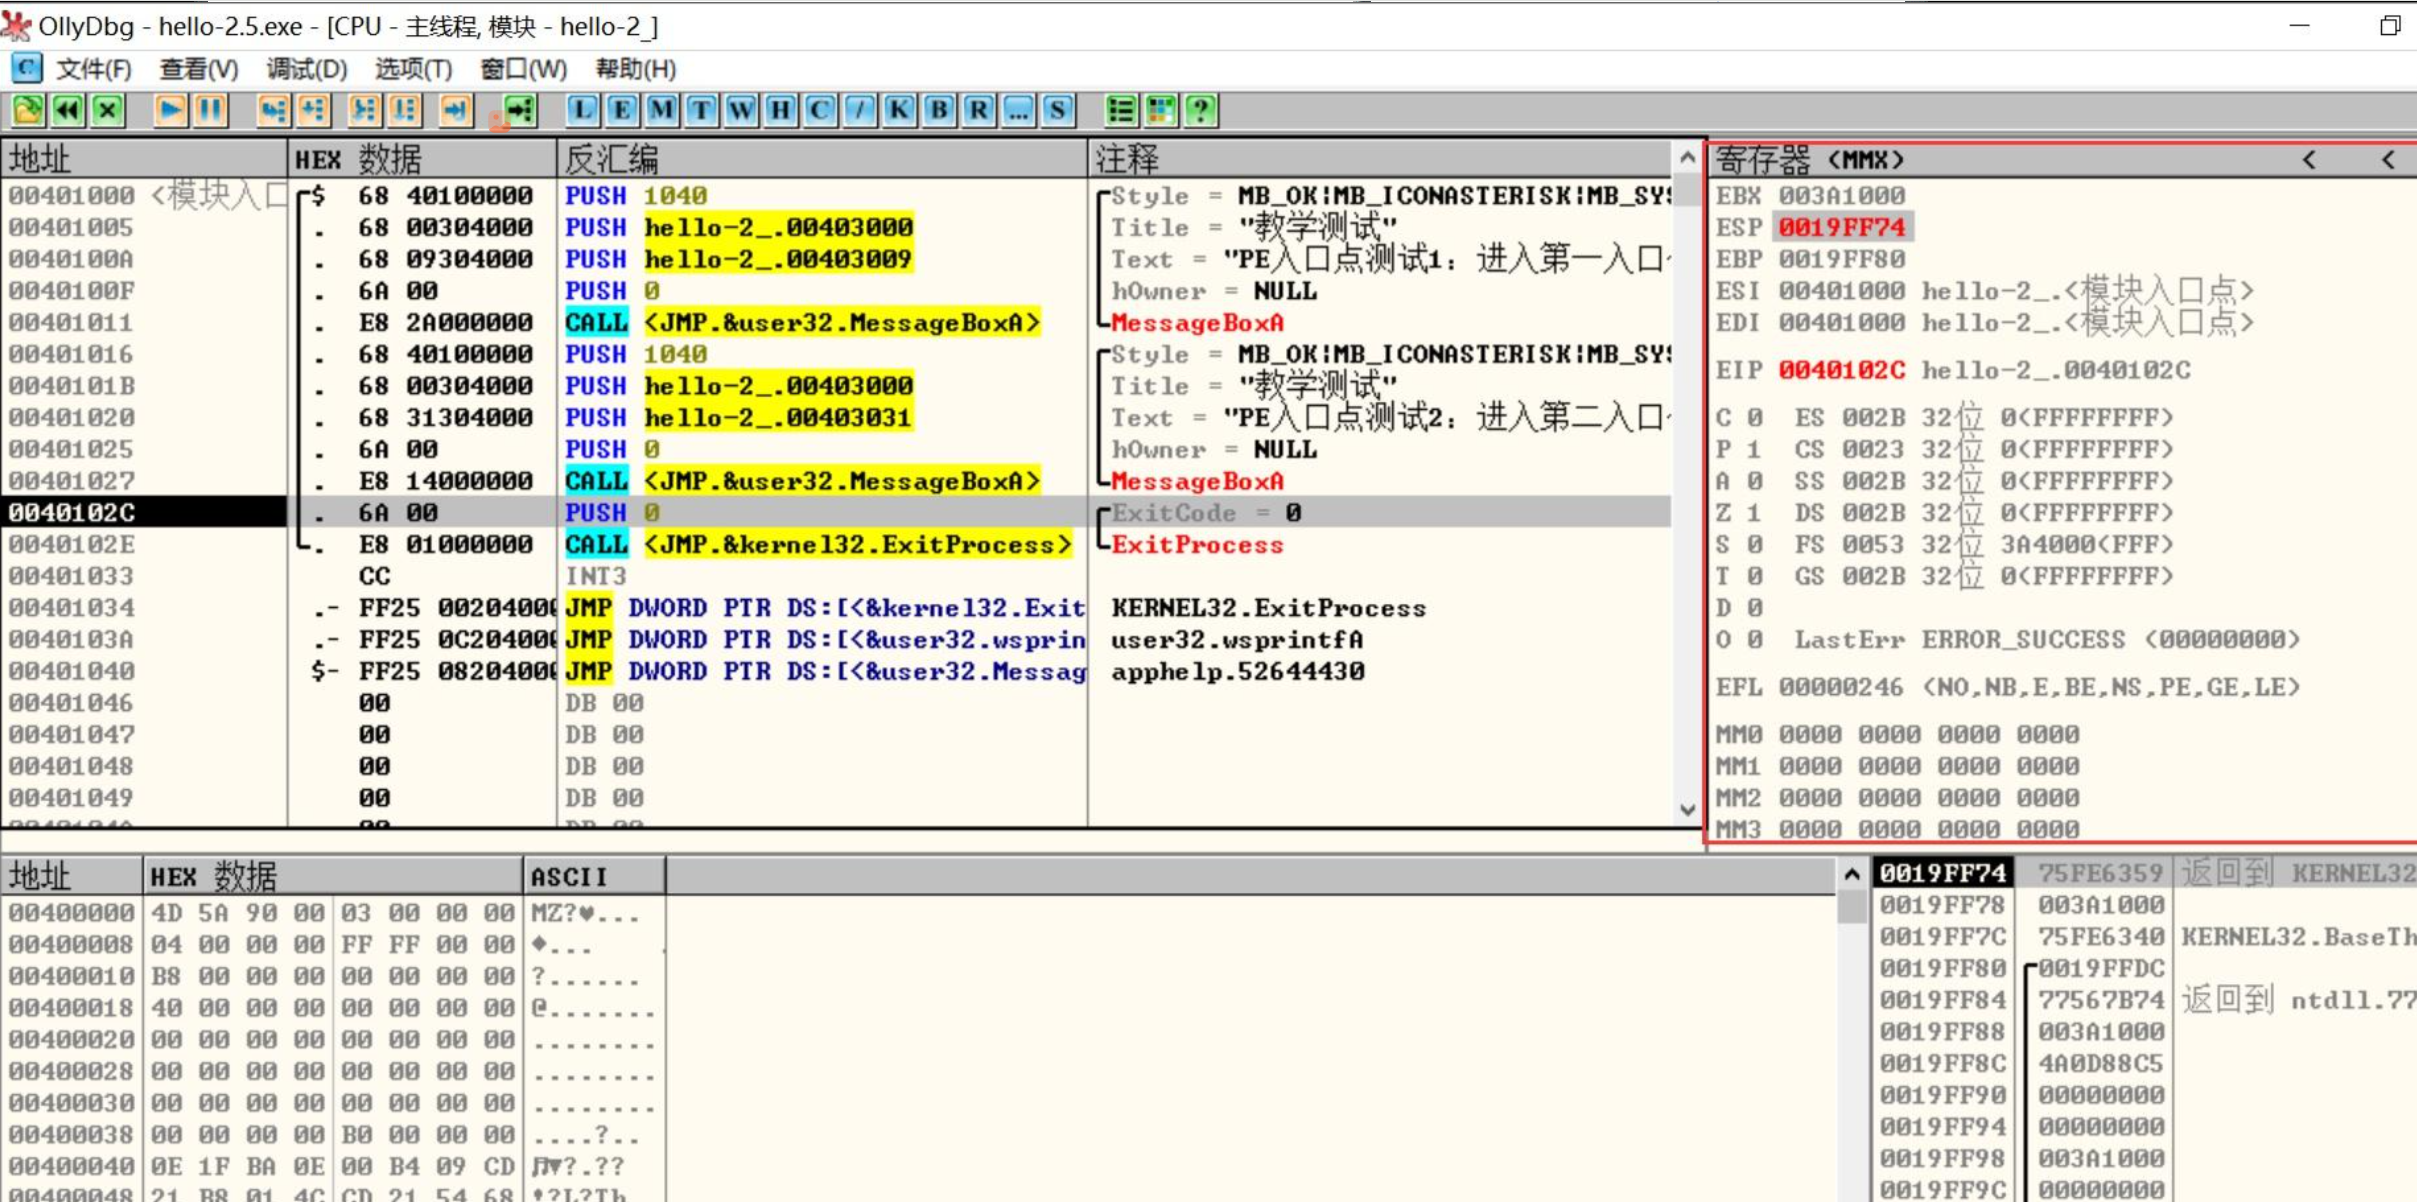 OllyDbg - hello-2.5.exe - [CPU - 主线程, 模块 - hello-2_]
C 文件(F) 查看(V) 调试(D) 选项(T) 窗口(W) 帮助(H)
L E M T W H C / K B R ... S ?
地址 HEX 数据 反汇编 注释
00401000 <模块入口 $ 68 40100000 PUSH 1040 Style = MB_OK|MB_ICONASTERISK|MB_SYS
00401005 . 68 00304000 PUSH hello-2_.00403000 Title = "教学测试"
0040100A . 68 09304000 PUSH hello-2_.00403009 Text = "PE入口点测试1：进入第一入口
0040100F . 6A 00 PUSH 0 hOwner = NULL
00401011 . E8 2A000000 CALL <JMP.&user32.MessageBoxA> MessageBoxA
00401016 . 68 40100000 PUSH 1040 Style = MB_OK|MB_ICONASTERISK|MB_SYS
0040101B . 68 00304000 PUSH hello-2_.00403000 Title = "教学测试"
00401020 . 68 31304000 PUSH hello-2_.00403031 Text = "PE入口点测试2：进入第二入口
00401025 . 6A 00 PUSH 0 hOwner = NULL
00401027 . E8 14000000 CALL <JMP.&user32.MessageBoxA> MessageBoxA
0040102C . 6A 00 PUSH 0 ExitCode = 0
0040102E . E8 01000000 CALL <JMP.&kernel32.ExitProcess> ExitProcess
00401033 CC INT3
00401034 .- FF25 00204000 JMP DWORD PTR DS:[<&kernel32.Exit KERNEL32.ExitProcess
0040103A .- FF25 0C204000 JMP DWORD PTR DS:[<&user32.wsprin user32.wsprintfA
00401040 $- FF25 08204000 JMP DWORD PTR DS:[<&user32.Messag apphelp.52644430
00401046 00 DB 00
00401047 00 DB 00
00401048 00 DB 00
00401049 00 DB 00
寄存器 (MMX) < <
EBX 003A1000
ESP 0019FF74
EBP 0019FF80
ESI 00401000 hello-2_.<模块入口点>
EDI 00401000 hello-2_.<模块入口点>
EIP 0040102C hello-2_.0040102C
C 0 ES 002B 32位 0(FFFFFFFF)
P 1 CS 0023 32位 0(FFFFFFFF)
A 0 SS 002B 32位 0(FFFFFFFF)
Z 1 DS 002B 32位 0(FFFFFFFF)
S 0 FS 0053 32位 3A4000(FFF)
T 0 GS 002B 32位 0(FFFFFFFF)
D 0
O 0 LastErr ERROR_SUCCESS (00000000)
EFL 00000246 (NO,NB,E,BE,NS,PE,GE,LE)
MM0 0000 0000 0000 0000
MM1 0000 0000 0000 0000
MM2 0000 0000 0000 0000
MM3 0000 0000 0000 0000
地址 HEX 数据 ASCII
00400000 4D 5A 90 00 03 00 00 00 MZ?♥...
00400008 04 00 00 00 FF FF 00 00 ◆...
00400010 B8 00 00 00 00 00 00 00 ?......
00400018 40 00 00 00 00 00 00 00 @.......
00400020 00 00 00 00 00 00 00 00 ........
00400028 00 00 00 00 00 00 00 00 ........
00400030 00 00 00 00 00 00 00 00 ........
00400038 00 00 00 00 B0 00 00 00 ....?..
00400040 0E 1F BA 0E 00 B4 09 CD ♬▼?.??
00400048 21 B8 01 4C CD 21 54 68 !?L?Th
0019FF74 75FE6359 返回到 KERNEL32
0019FF78 003A1000
0019FF7C 75FE6340 KERNEL32.BaseTh
0019FF80 0019FFDC
0019FF84 77567B74 返回到 ntdll.77
0019FF88 003A1000
0019FF8C 4A0D88C5
0019FF90 00000000
0019FF94 00000000
0019FF98 003A1000
0019FF9C 00000000